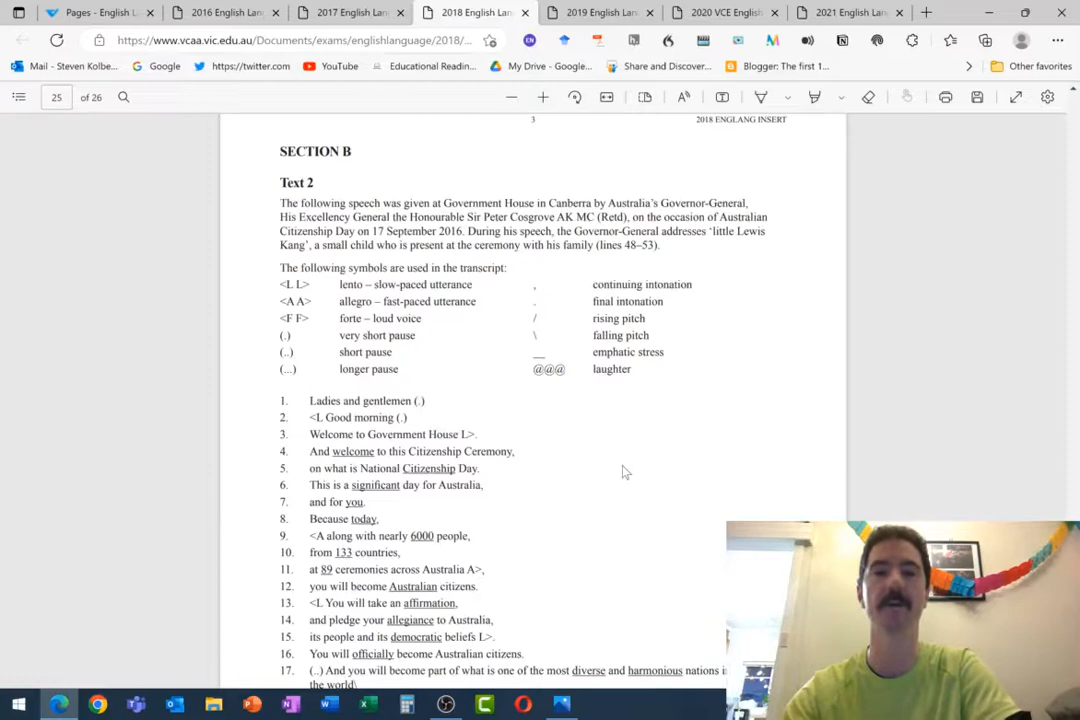 Pages - English L
2016 English Lan
2017 English Lan
2018 English Lan
2019 English Lan
2020 VCE English
2021 English Lan
https://www.vcaa.vic.edu.au/Documents/exams/englishlanguage/2018/...
Mail - Steven Kolbe...
Google
https://twitter.com
YouTube
Educational Readin...
My Drive - Google...
Share and Discover...
Blogger: The first 1...
Other favorites
25 of 26
3 2018 ENGLANG INSERT
SECTION B
Text 2
The following speech was given at Government House in Canberra by Australia's Governor-General,
His Excellency General the Honourable Sir Peter Cosgrove AK MC (Retd), on the occasion of Australian
Citizenship Day on 17 September 2016. During his speech, the Governor-General addresses 'little Lewis
Kang', a small child who is present at the ceremony with his family (lines 48–53).
The following symbols are used in the transcript:
<L L> lento – slow-paced utterance , continuing intonation
<A A> allegro – fast-paced utterance . final intonation
<F F> forte – loud voice / rising pitch
(.) very short pause \ falling pitch
(..) short pause __ emphatic stress
(...) longer pause @@@ laughter
1. Ladies and gentlemen (.)
2. <L Good morning (.)
3. Welcome to Government House L>.
4. And welcome to this Citizenship Ceremony,
5. on what is National Citizenship Day.
6. This is a significant day for Australia,
7. and for you.
8. Because today,
9. <A along with nearly 6000 people,
10. from 133 countries,
11. at 89 ceremonies across Australia A>,
12. you will become Australian citizens.
13. <L You will take an affirmation,
14. and pledge your allegiance to Australia,
15. its people and its democratic beliefs L>.
16. You will officially become Australian citizens.
17. (..) And you will become part of what is one of the most diverse and harmonious nations i
the world\